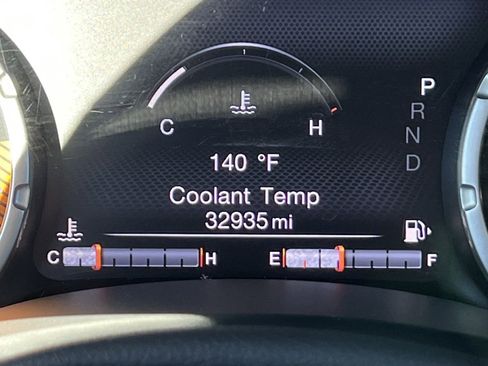 C H
P
R
N
D
140 °F
Coolant Temp
32935 mi
C H E F